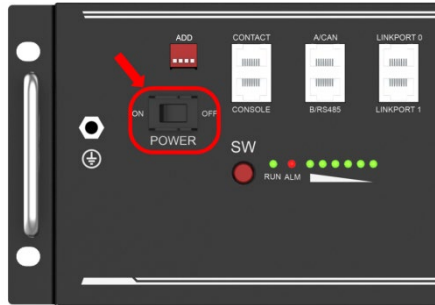 ADD
CONTACT
A/CAN
LINKPORT 0
CONSOLE
B/RS485
LINKPORT 1
ON
OFF
POWER
SW
RUN
ALM